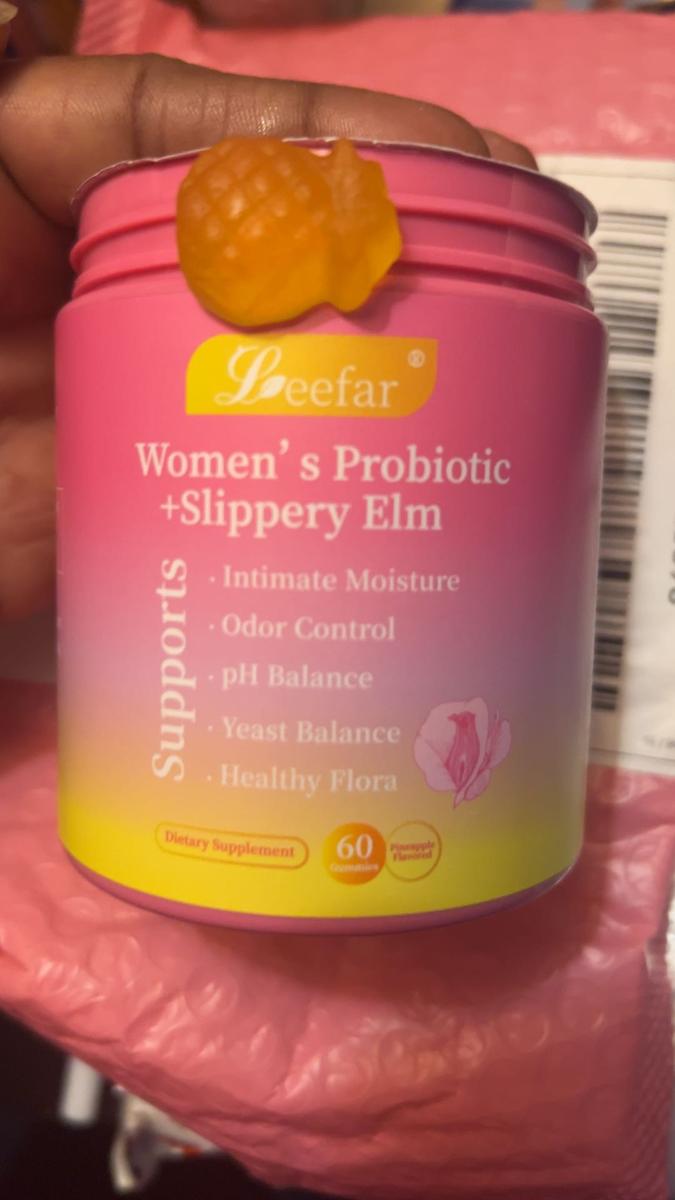 Leefar®
Women's Probiotic
+Slippery Elm
Supports
· Intimate Moisture
· Odor Control
· pH Balance
· Yeast Balance
· Healthy Flora
Dietary Supplement
60
Gummies
Pineapple
Flavored